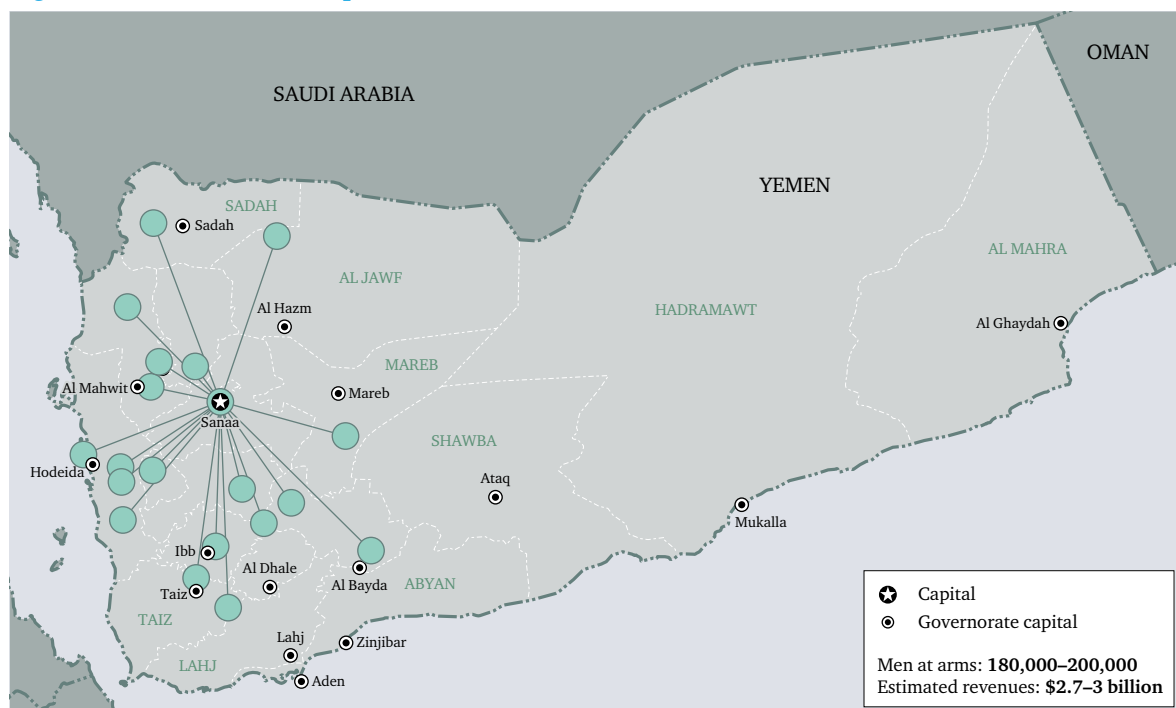 OMAN
SAUDI ARABIA
YEMEN
SADAH
Sadah
AL MAHRA
AL JAWF
HADRAMAWT
Al Hazm
Al Ghaydah
MAREB
Al Mahwit
Mareb
Sanaa
SHAWBA
Hodeida
Ataq
Mukalla
Ibb
Al Dhale
Al Bayda
ABYAN
Taiz
TAIZ
Lahj
Zinjibar
LAHJ
Aden
Capital
Governorate capital
Men at arms: 180,000–200,000
Estimated revenues: $2.7–3 billion